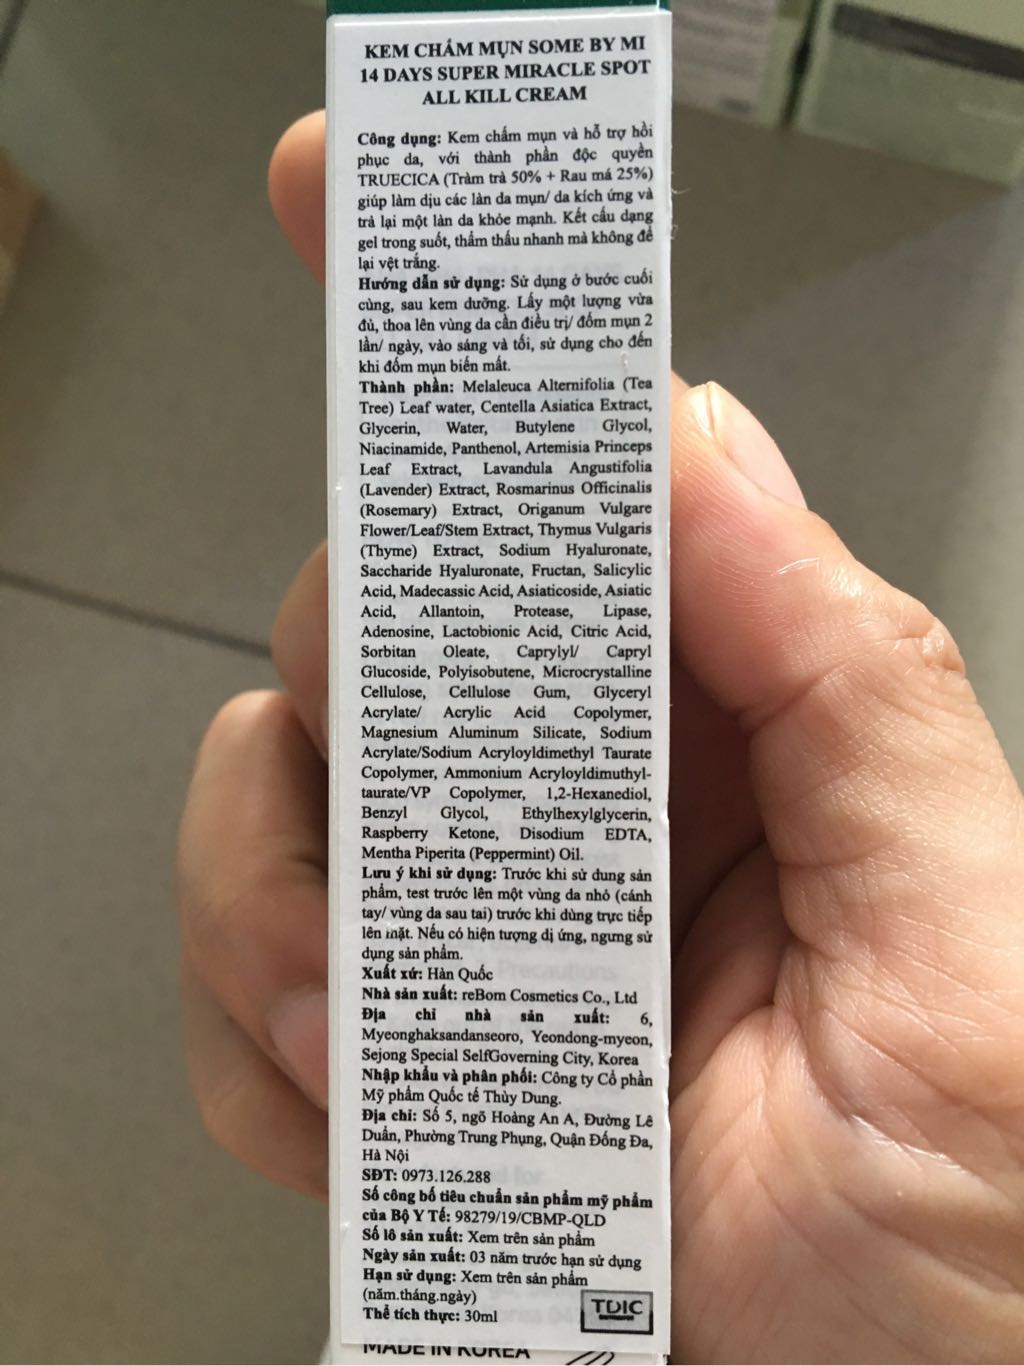 KEM CHẤM MỤN SOME BY MI
14 DAYS SUPER MIRACLE SPOT
ALL KILL CREAM
Công dụng: Kem chấm mụn và hỗ trợ hồi
phục da, với thành phần độc quyền
TRUECICA (Tràm trà 50% + Rau má 25%)
giúp làm dịu các làn da mụn/ da kích ứng và
trả lại một làn da khỏe mạnh. Kết cấu dạng
gel trong suốt, thẩm thấu nhanh mà không để
lại vệt trắng.
Hướng dẫn sử dụng: Sử dụng ở bước cuối
cùng, sau kem dưỡng. Lấy một lượng vừa
đủ, thoa lên vùng da cần điều trị/ đốm mụn 2
lần/ ngày, vào sáng và tối, sử dụng cho đến
khi đốm mụn biến mất.
Thành phần: Melaleuca Alternifolia (Tea
Tree) Leaf water, Centella Asiatica Extract,
Glycerin, Water, Butylene Glycol,
Niacinamide, Panthenol, Artemisia Princeps
Leaf Extract, Lavandula Angustifolia
(Lavender) Extract, Rosmarinus Officinalis
(Rosemary) Extract, Origanum Vulgare
Flower/Leaf/Stem Extract, Thymus Vulgaris
(Thyme) Extract, Sodium Hyaluronate,
Saccharide Hyaluronate, Fructan, Salicylic
Acid, Madecassic Acid, Asiaticoside, Asiatic
Acid, Allantoin, Protease, Lipase,
Adenosine, Lactobionic Acid, Citric Acid,
Sorbitan Oleate, Caprylyl/ Capryl
Glucoside, Polyisobutene, Microcrystalline
Cellulose, Cellulose Gum, Glyceryl
Acrylate/ Acrylic Acid Copolymer,
Magnesium Aluminum Silicate, Sodium
Acrylate/Sodium Acryloyldimethyl Taurate
Copolymer, Ammonium Acryloyldimuthyl-
taurate/VP Copolymer, 1,2-Hexanediol,
Benzyl Glycol, Ethylhexylglycerin,
Raspberry Ketone, Disodium EDTA,
Mentha Piperita (Peppermint) Oil.
Lưu ý khi sử dụng: Trước khi sử dung sản
phẩm, test trước lên một vùng da nhỏ (cánh
tay/ vùng da sau tai) trước khi dùng trực tiếp
lên mặt. Nếu có hiện tượng dị ứng, ngưng sử
dụng sản phẩm.
Xuất xứ: Hàn Quốc
Nhà sản xuất: reBom Cosmetics Co., Ltd
Địa chỉ nhà sản xuất: 6,
Myeonghaksandanseoro, Yeondong-myeon,
Sejong Special SelfGoverning City, Korea
Nhập khẩu và phân phối: Công ty Cổ phần
Mỹ phẩm Quốc tế Thùy Dung.
Địa chỉ: Số 5, ngõ Hoàng An A, Đường Lê
Duẩn, Phường Trung Phụng, Quận Đống Đa,
Hà Nội
SĐT: 0973.126.288
Số công bố tiêu chuẩn sản phẩm mỹ phẩm
của Bộ Y Tế: 98279/19/CBMP-QLD
Số lô sản xuất: Xem trên sản phẩm
Ngày sản xuất: 03 năm trước hạn sử dụng
Hạn sử dụng: Xem trên sản phẩm
(năm.tháng.ngày)
Thể tích thực: 30ml
TDIC
MADE IN KOREA